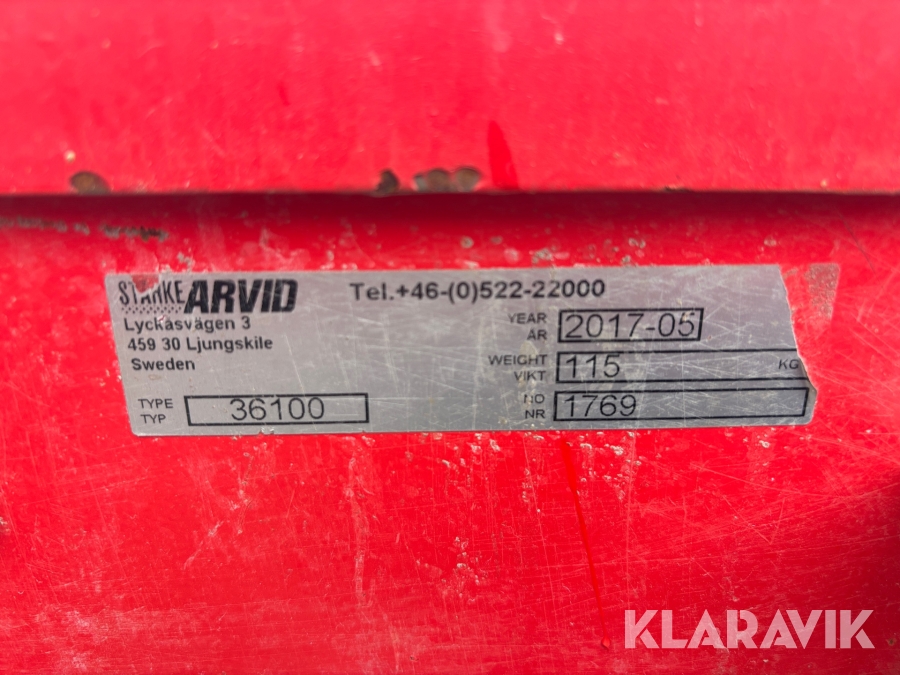 STARKE ARVID
Tel.+46-(0)522-22000
Lyckåsvägen 3
459 30 Ljungskile
Sweden
TYPE
TYP
36100
YEAR
ÅR
2017-05
WEIGHT
VIKT
115
KG
NO
NR
1769
KLARAVIK